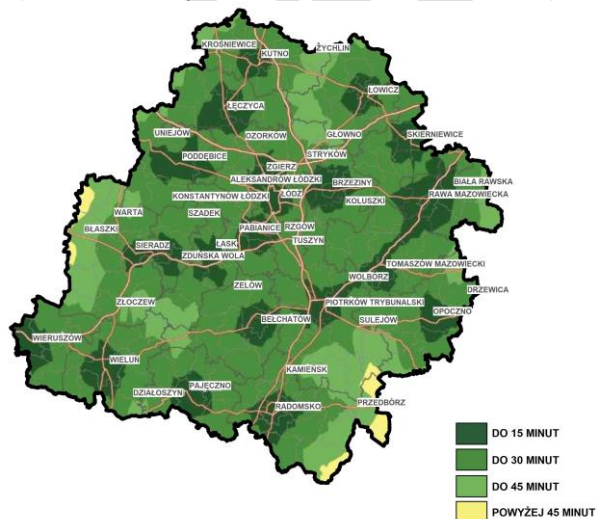 KROŚNIEWICE
KUTNO
ŻYCHLIN
ŁOWICZ
ŁĘCZYCA
UNIEJÓW
OZORKÓW
GŁOWNO
SKIERNIEWICE
STRYKÓW
PODDĘBICE
ZGIERZ
ALEKSANDRÓW ŁÓDZKI
BRZEZINY
BIAŁA RAWSKA
KONSTANTYNÓW ŁÓDZKI
ŁÓDŹ
RAWA MAZOWIECKA
KOLUSZKI
WARTA
SZADEK
BŁASZKI
PABIANICE
RZGÓW
SIERADZ
ŁASK
TUSZYN
ZDUŃSKA WOLA
TOMASZÓW MAZOWIECKI
WOLBÓRZ
ZELÓW
DRZEWICA
ZŁOCZEW
PIOTRKÓW TRYBUNALSKI
OPOCZNO
BEŁCHATÓW
SULEJÓW
WIERUSZÓW
WIELUŃ
KAMIEŃSK
PAJĘCZNO
DZIAŁOSZYN
PRZEDBÓRZ
RADOMSKO
DO 15 MINUT
DO 30 MINUT
DO 45 MINUT
POWYŻEJ 45 MINUT